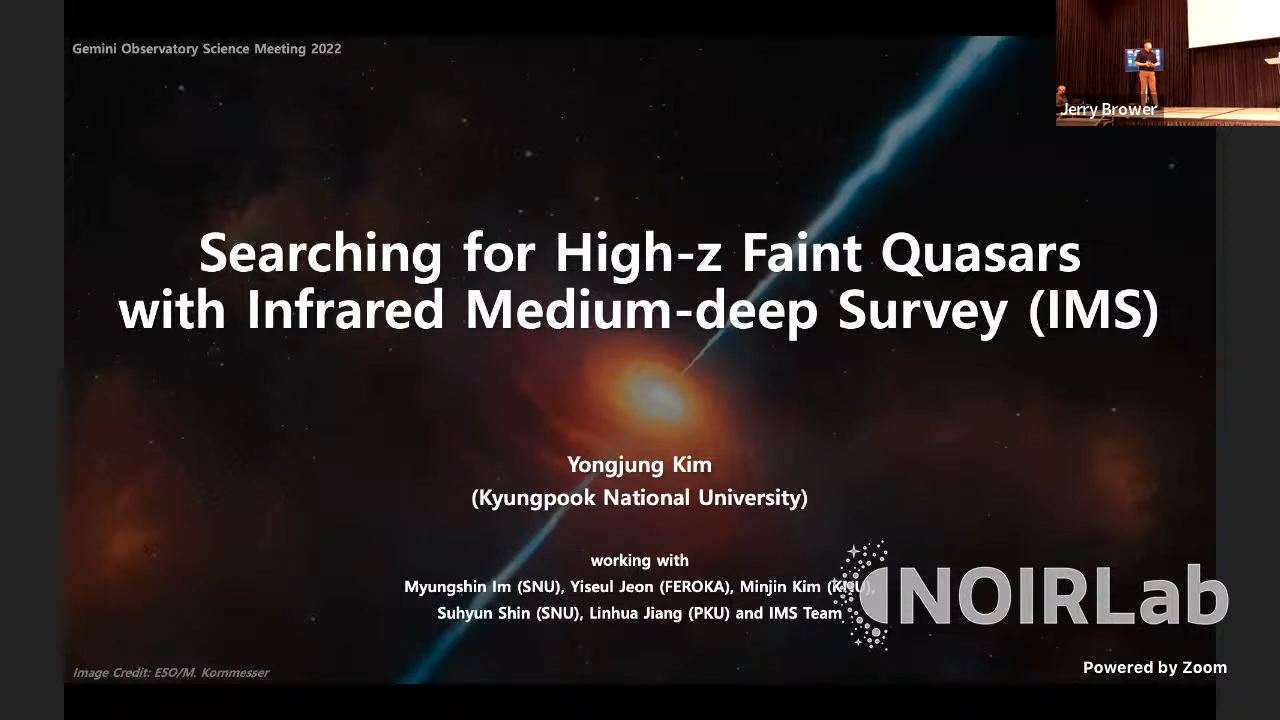 Gemini Observatory Science Meeting 2022
Jerry Brower
Searching for High-z Faint Quasars
with Infrared Medium-deep Survey (IMS)
Yongjung Kim
(Kyungpook National University)
working with
Myungshin Im (SNU), Yiseul Jeon (FEROKA), Minjin Kim (KNU),
Suhyun Shin (SNU), Linhua Jiang (PKU) and IMS Team
NOIRLab
Image Credit: ESO/M. Kornmesser
Powered by Zoom